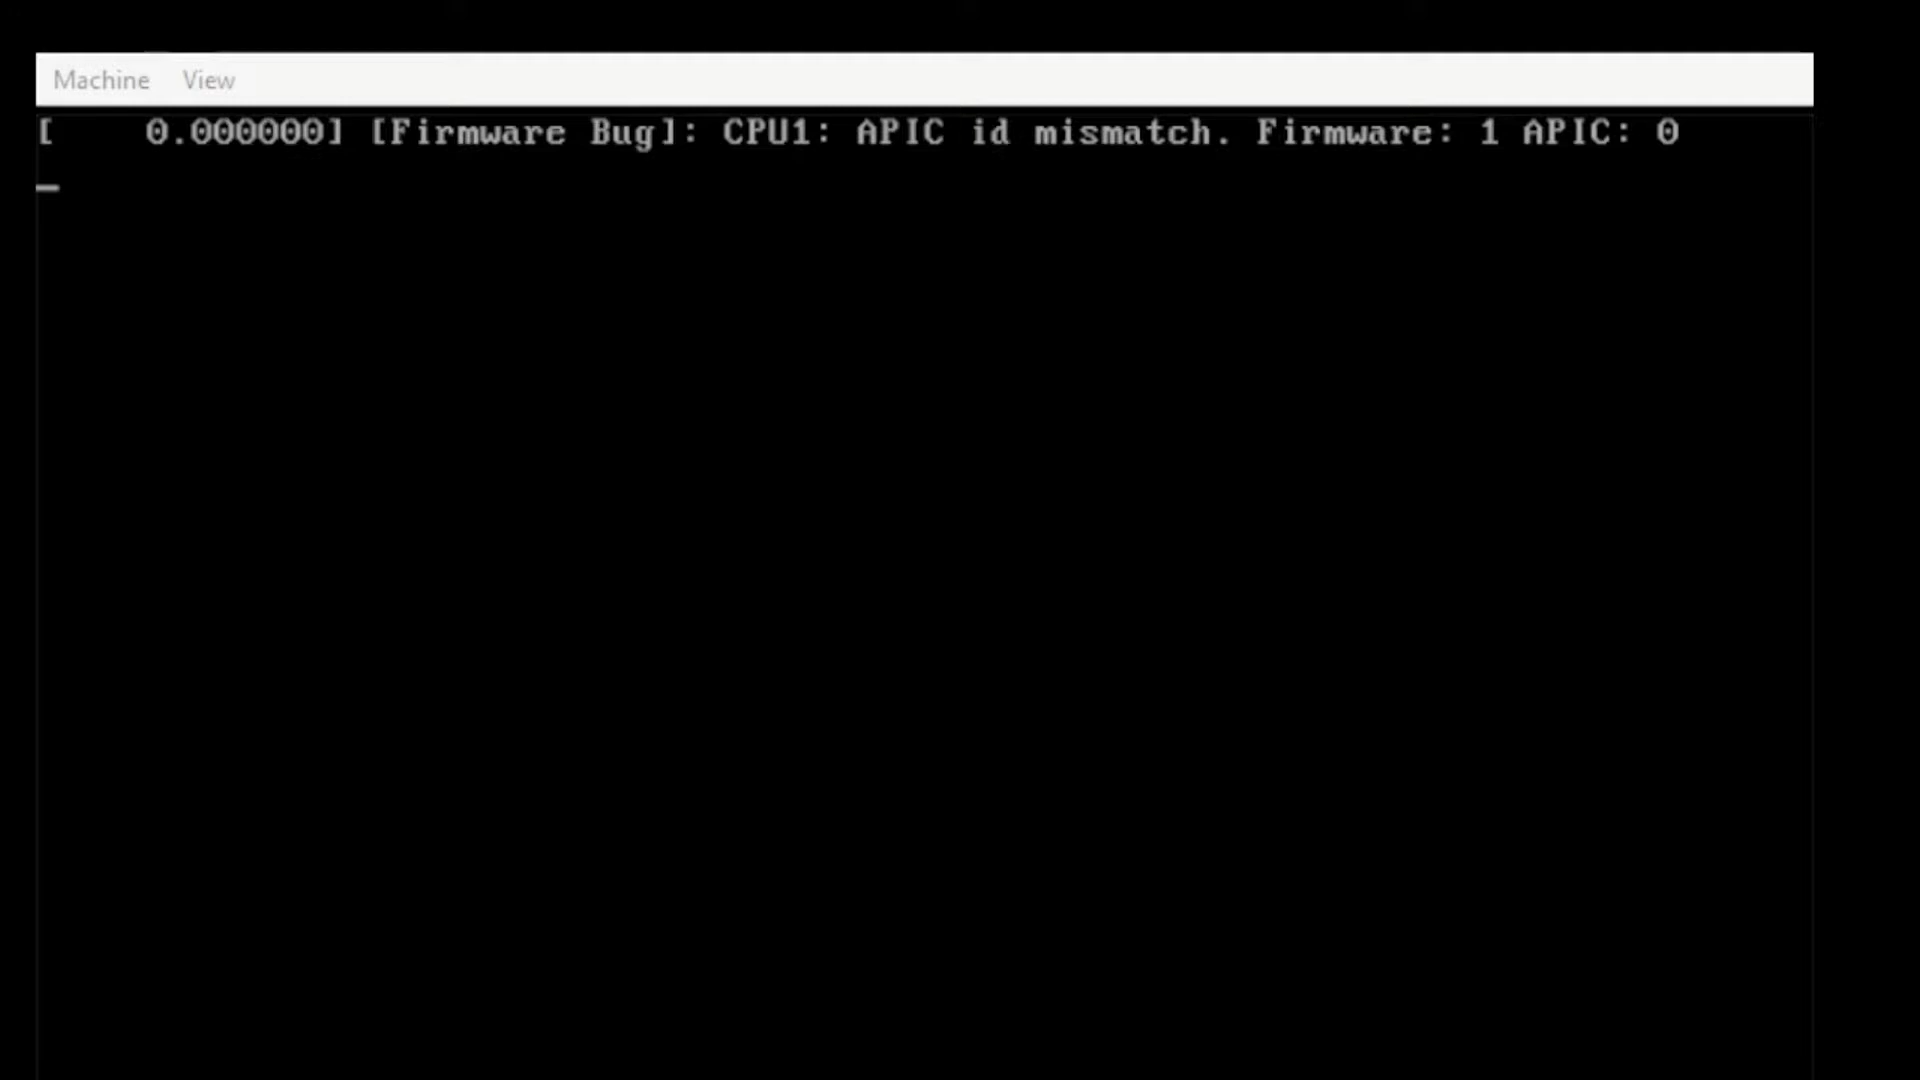 Machine View
[    0.000000] [Firmware Bug]: CPU1: APIC id mismatch. Firmware: 1 APIC: 0